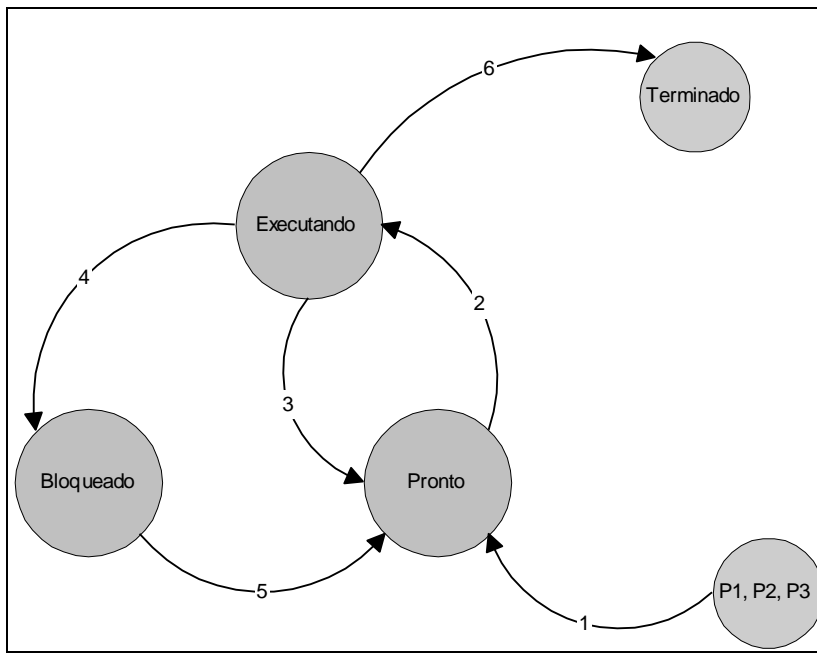 6
Terminado
Executando
4
2
3
Bloqueado
Pronto
5
P1, P2, P3
1